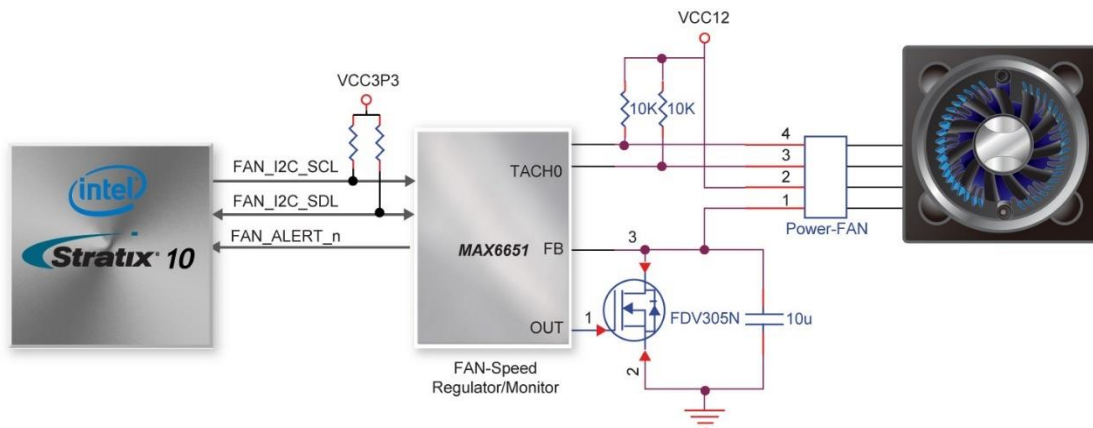 VCC12
VCC3P3
10K
10K
4
3
2
1
Power-FAN
intel
Stratix® 10
FAN_I2C_SCL
FAN_I2C_SDL
FAN_ALERT_n
TACH0
MAX6651
FB
OUT
3
1
2
FDV305N
10u
FAN-Speed
Regulator/Monitor